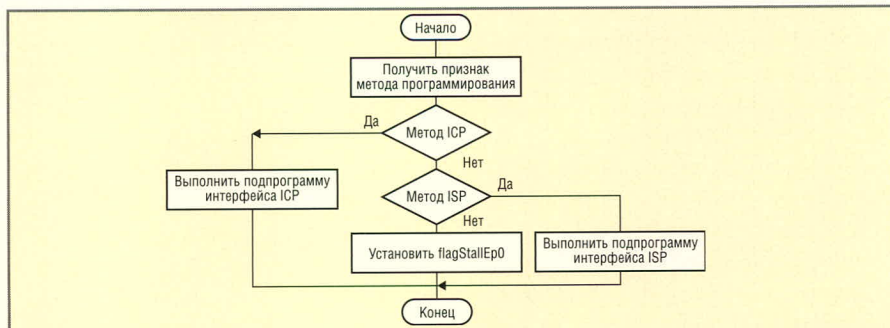 Начало
Получить признак
метода программирования
Да
Метод ICP
Нет
Выполнить подпрограмму
интерфейса ICP
Метод ISP
Да
Нет
Установить flagStallEp0
Выполнить подпрограмму
интерфейса ISP
Конец